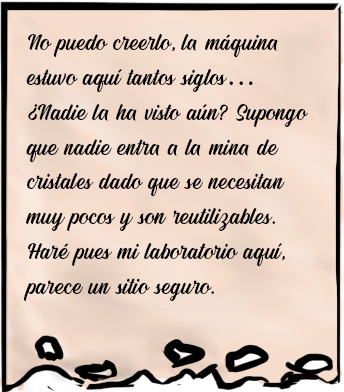 No puedo creerlo, la máquina
estuvo aquí tantos siglos...
¿Nadie la ha visto aún? Supongo
que nadie entra a la mina de
cristales dado que se necesitan
muy pocos y son reutilizables.
Haré pues mi laboratorio aquí,
parece un sitio seguro.